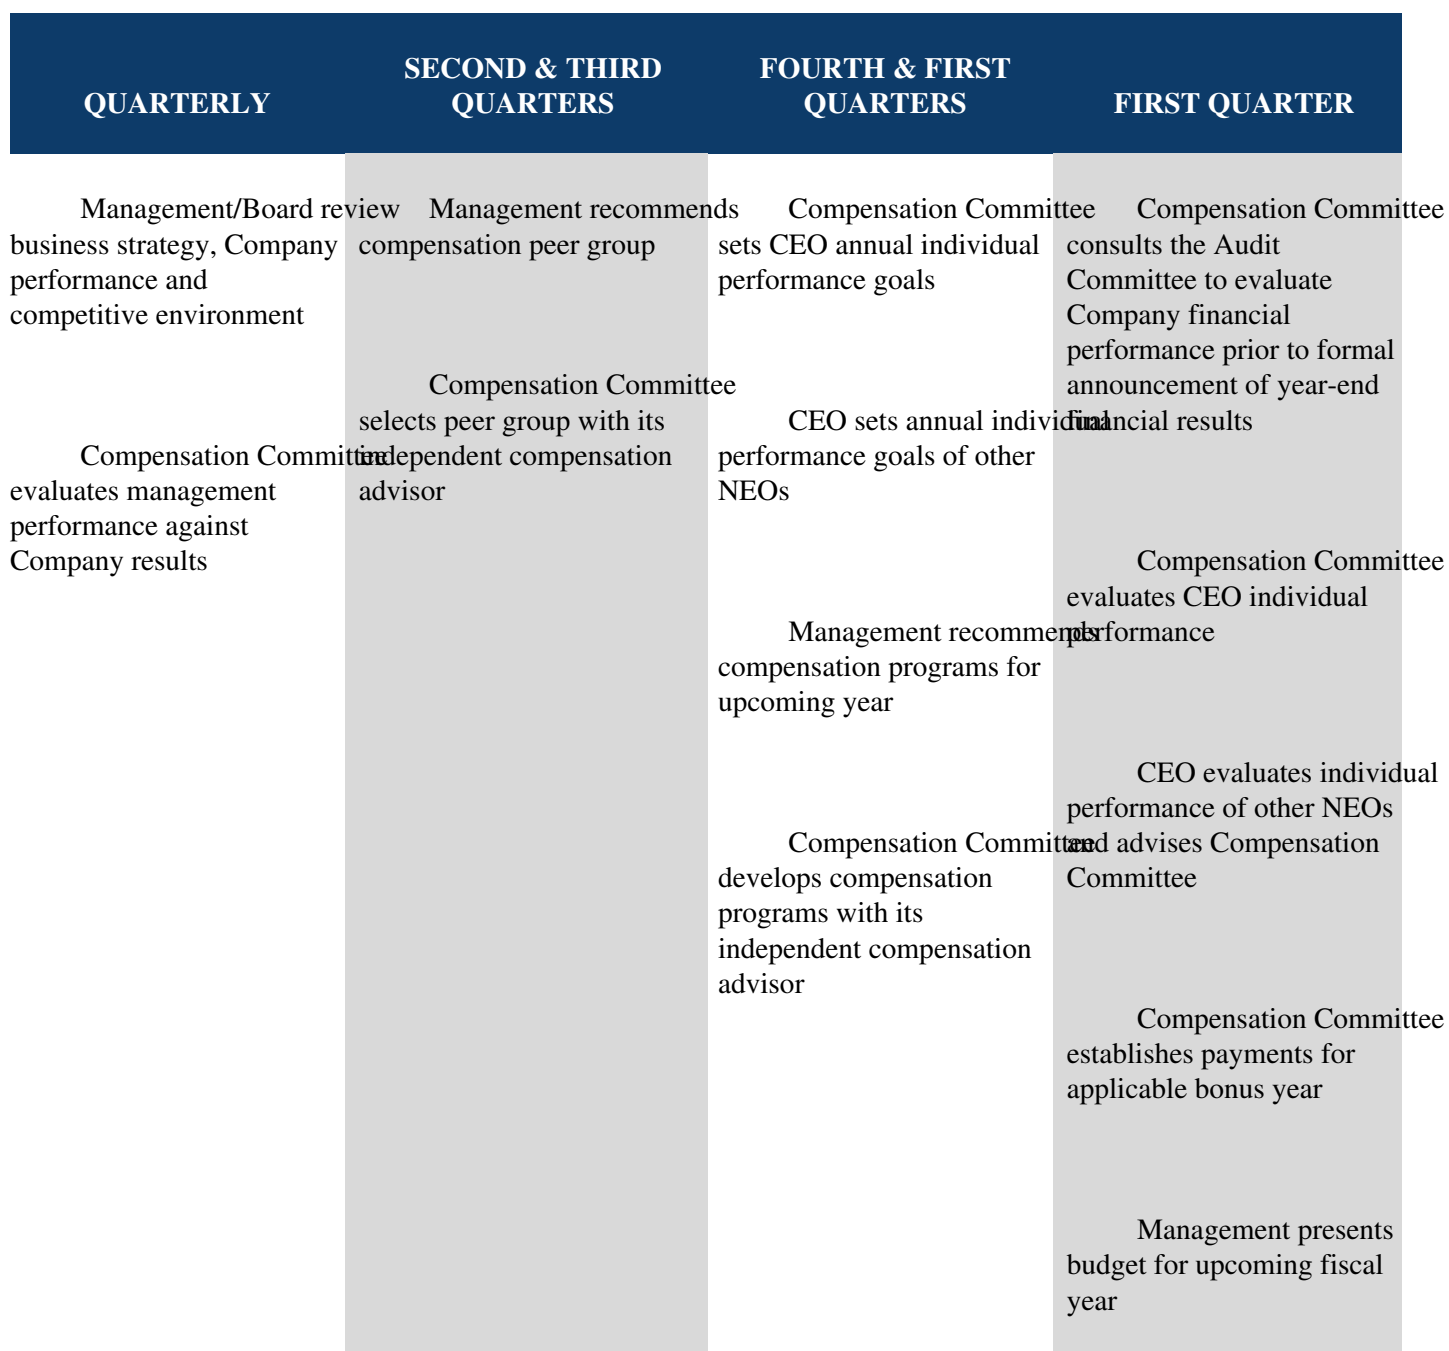 QUARTERLY
SECOND & THIRD
QUARTERS
FOURTH & FIRST
QUARTERS
FIRST QUARTER
Management/Board review
business strategy, Company
performance and
competitive environment
Compensation Committee
evaluates management
performance against
Company results
Management recommends
compensation peer group
Compensation Committee
selects peer group with its
independent compensation
advisor
Compensation Committee
sets CEO annual individual
performance goals
CEO sets annual individual
performance goals of other
NEOs
Management recommends
compensation programs for
upcoming year
Compensation Committee
develops compensation
programs with its
independent compensation
advisor
Compensation Committee
consults the Audit
Committee to evaluate
Company financial
performance prior to formal
announcement of year-end
financial results
Compensation Committee
evaluates CEO individual
performance
CEO evaluates individual
performance of other NEOs
and advises Compensation
Committee
Compensation Committee
establishes payments for
applicable bonus year
Management presents
budget for upcoming fiscal
year